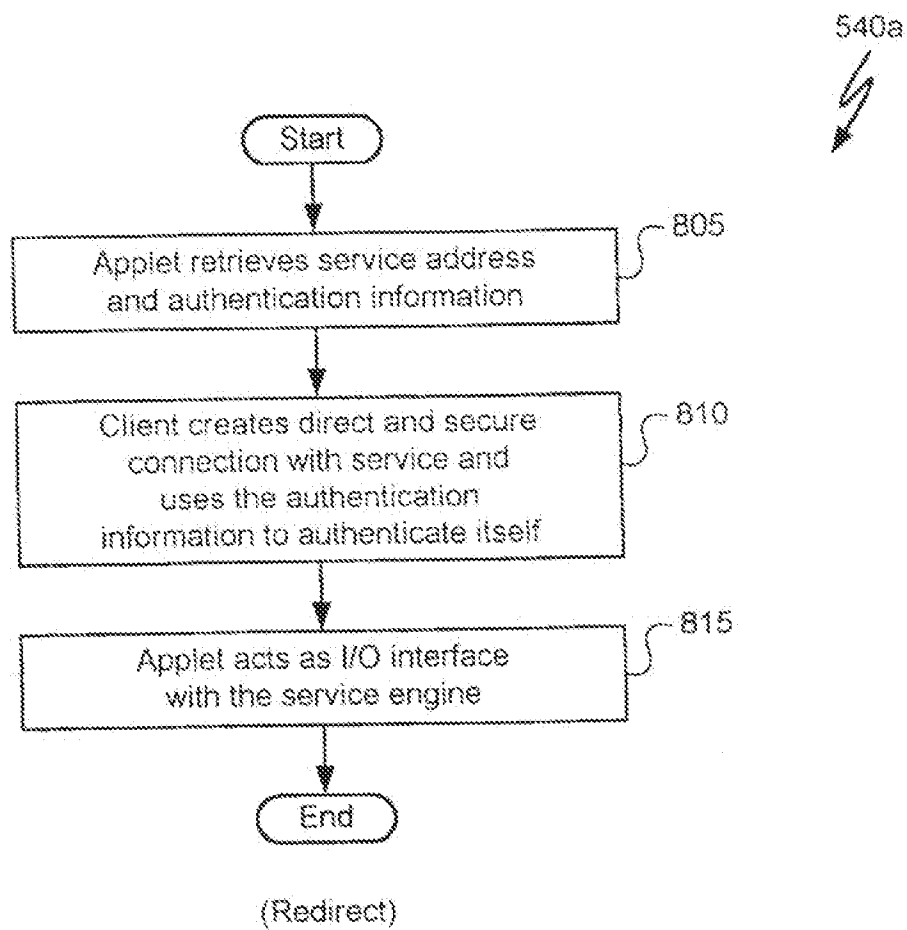 540a
Start
Applet retrieves service address
and authentication information
805
Client creates direct and secure
connection with service and
uses the authentication
information to authenticate itself
810
Applet acts as I/O interface
with the service engine
815
End
(Redirect)